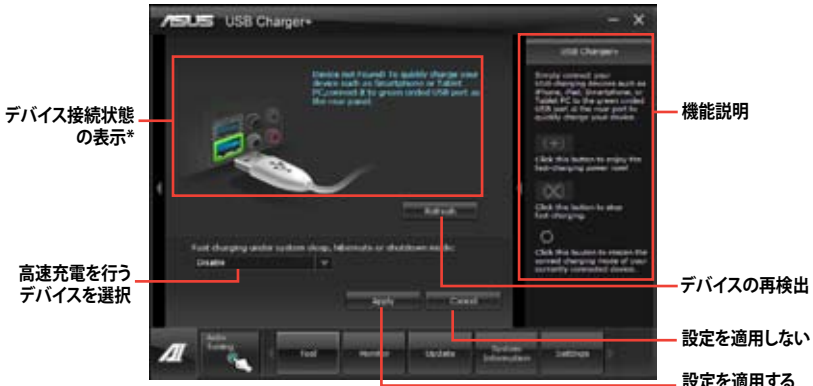 ASUS USB Charger+
デバイス接続状態
の表示*
Device not found! To quickly charge your
device such as Smartphone or Tablet
PC,connect it to green coded USB port as
the rear panel.
USB Charger+
Simply connect your
USB-charging devices such as
iPhone, iPad, Smartphone, or
Tablet PC to the green coded
USB port at the rear port to
quickly charge your device.
Click this button to enjoy the
fast-charging power now!
Click this button to stop
fast-charging.
Click this button to resume the
current charging mode of your
currently connected device.
機能説明
Refresh
Fast charging under system sleep, hibernate or shutdown mode:
Disable
高速充電を行う
デバイスを選択
デバイスの再検出
Apply
Cancel
設定を適用しない
Auto
Tuning
Tool
Monitor
Update
System
Information
Settings
設定を適用する